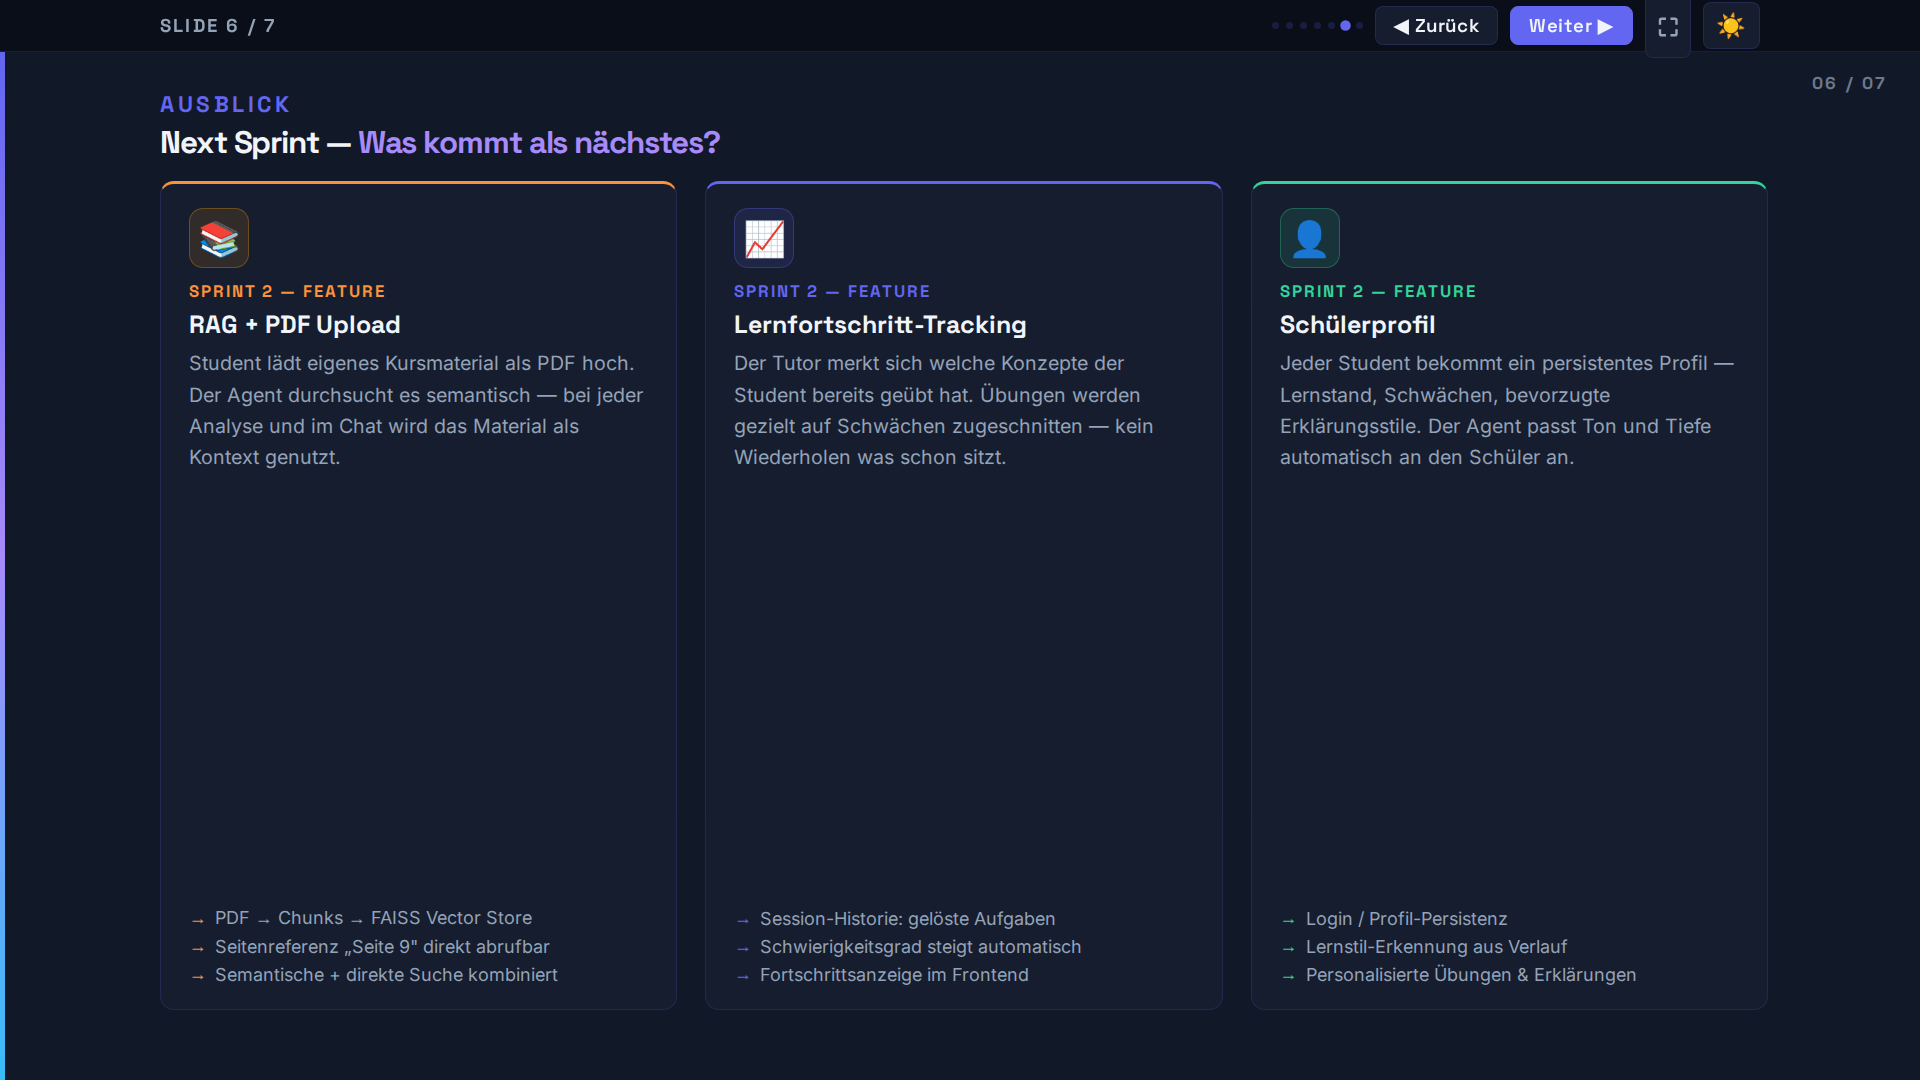 SLIDE 6 / 7
◀ Zurück
Weiter ▶
06 / 07
AUSBLICK
Next Sprint — Was kommt als nächstes?
SPRINT 2 — FEATURE
RAG + PDF Upload
Student lädt eigenes Kursmaterial als PDF hoch.
Der Agent durchsucht es semantisch — bei jeder
Analyse und im Chat wird das Material als
Kontext genutzt.
→ PDF → Chunks → FAISS Vector Store
→ Seitenreferenz „Seite 9" direkt abrufbar
→ Semantische + direkte Suche kombiniert
SPRINT 2 — FEATURE
Lernfortschritt-Tracking
Der Tutor merkt sich welche Konzepte der
Student bereits geübt hat. Übungen werden
gezielt auf Schwächen zugeschnitten — kein
Wiederholen was schon sitzt.
→ Session-Historie: gelöste Aufgaben
→ Schwierigkeitsgrad steigt automatisch
→ Fortschrittsanzeige im Frontend
SPRINT 2 — FEATURE
Schülerprofil
Jeder Student bekommt ein persistentes Profil —
Lernstand, Schwächen, bevorzugte
Erklärungsstile. Der Agent passt Ton und Tiefe
automatisch an den Schüler an.
→ Login / Profil-Persistenz
→ Lernstil-Erkennung aus Verlauf
→ Personalisierte Übungen & Erklärungen